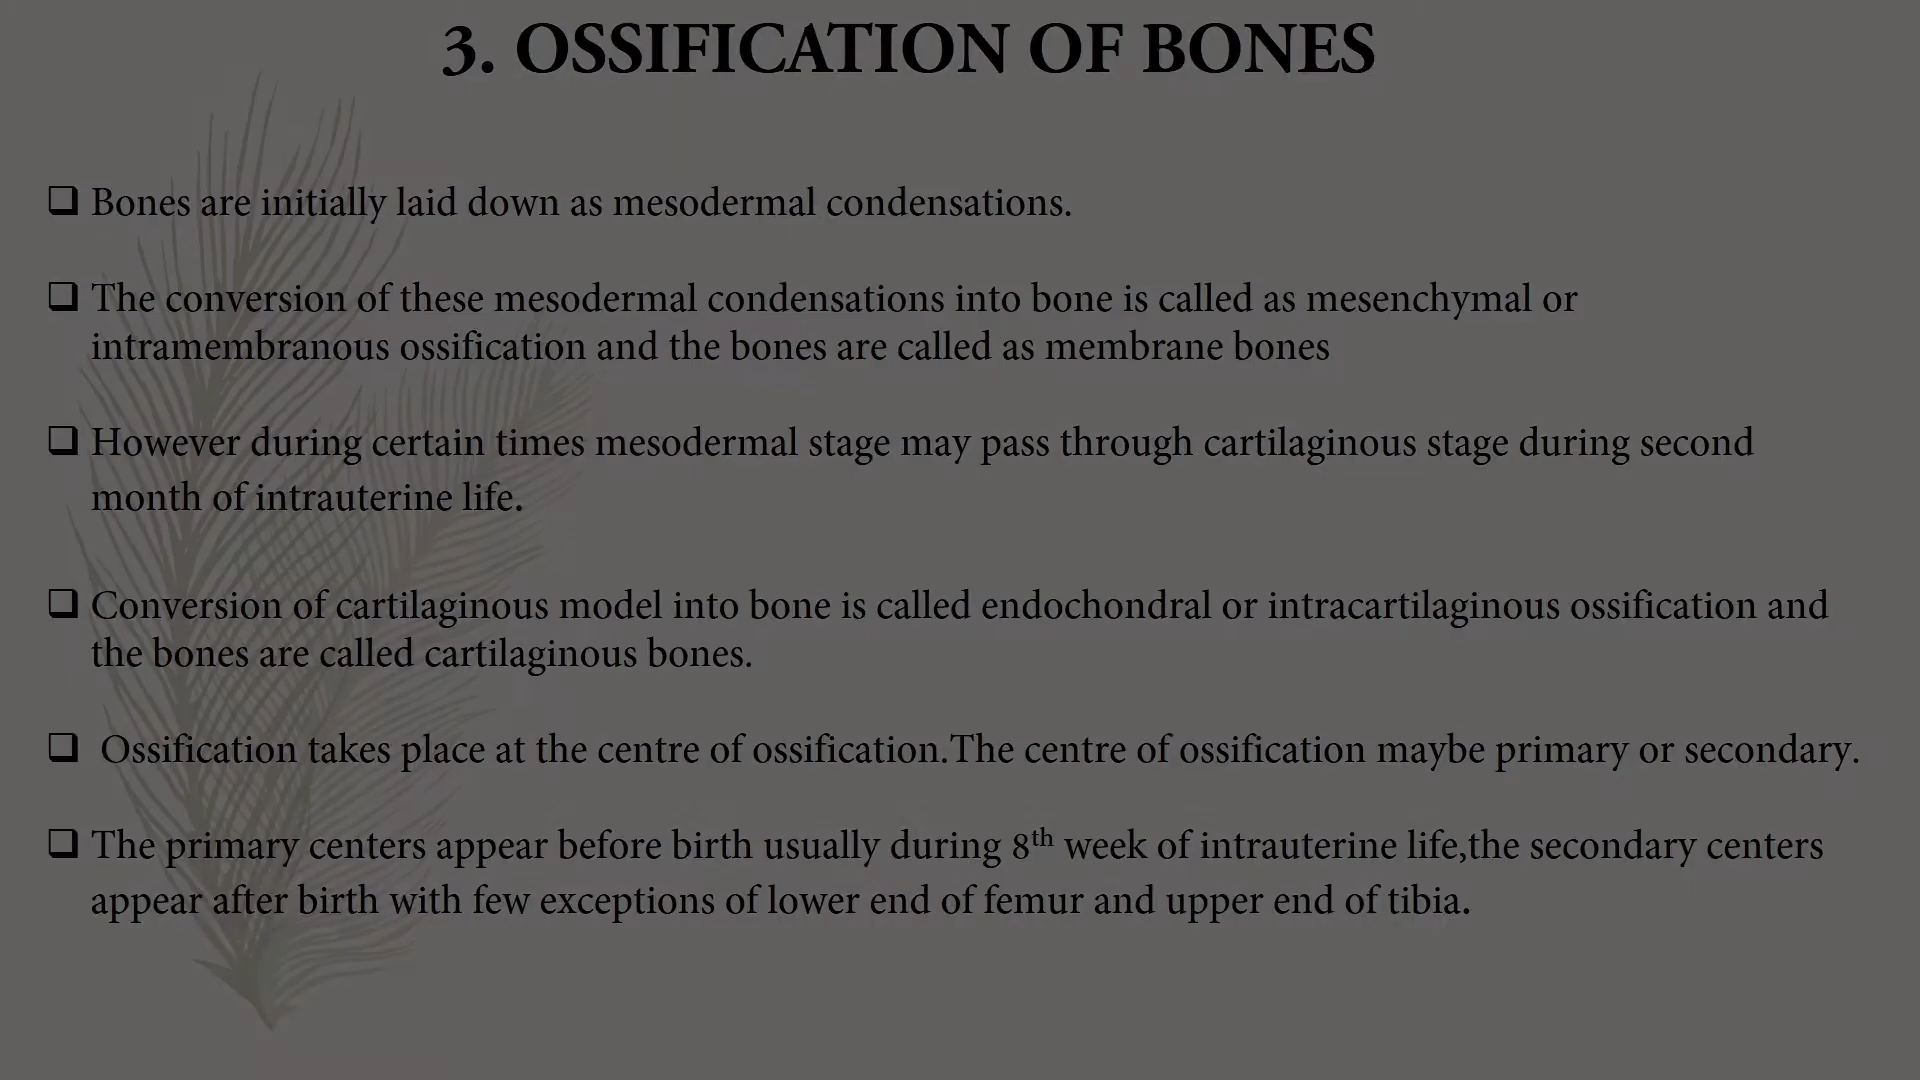 3. OSSIFICATION OF BONES
❑ Bones are initially laid down as mesodermal condensations.
❑ The conversion of these mesodermal condensations into bone is called as mesenchymal or
intramembranous ossification and the bones are called as membrane bones
❑ However during certain times mesodermal stage may pass through cartilaginous stage during second
month of intrauterine life.
❑ Conversion of cartilaginous model into bone is called endochondral or intracartilaginous ossification and
the bones are called cartilaginous bones.
❑ Ossification takes place at the centre of ossification.The centre of ossification maybe primary or secondary.
❑ The primary centers appear before birth usually during 8th week of intrauterine life,the secondary centers
appear after birth with few exceptions of lower end of femur and upper end of tibia.